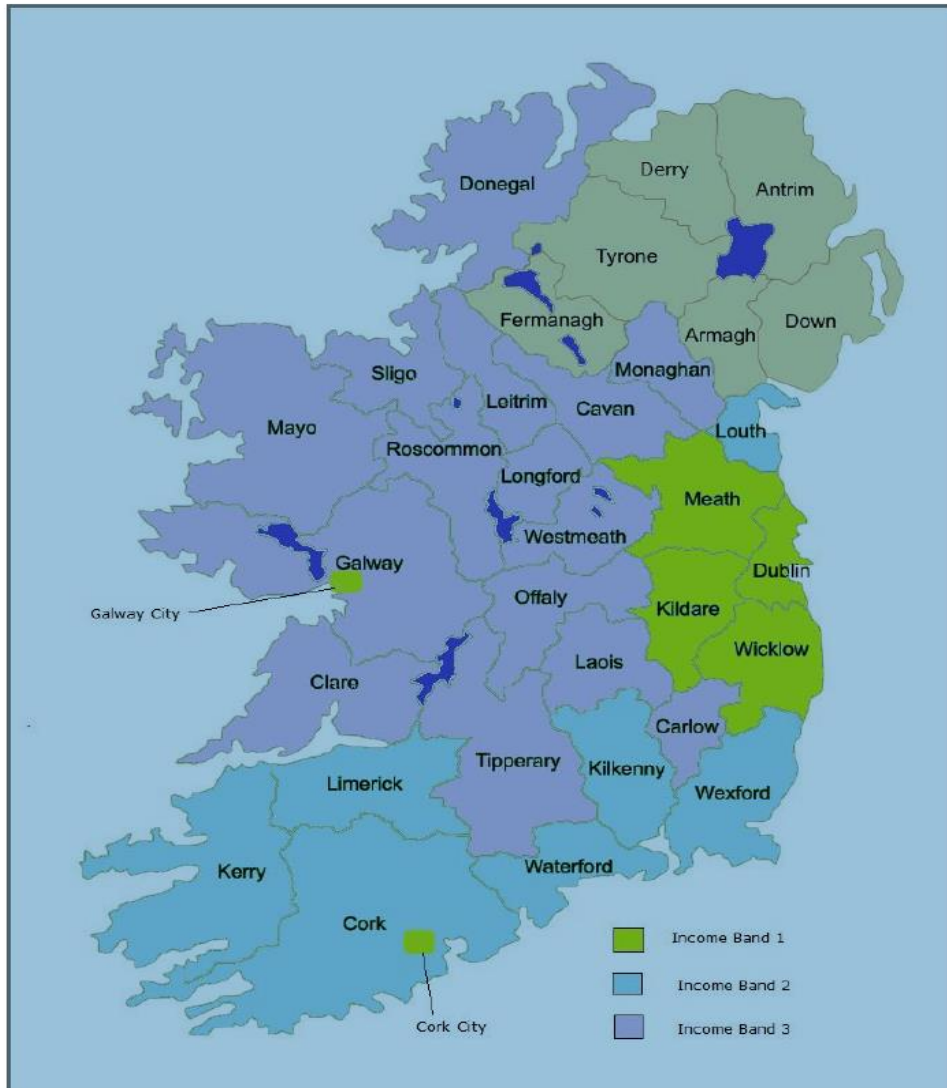 Derry
Antrim
Donegal
Tyrone
Fermanagh
Armagh
Down
Monaghan
Sligo
Leitrim
Cavan
Mayo
Louth
Roscommon
Longford
Meath
Westmeath
Galway
Dublin
Offaly
Kildare
Galway City
Wicklow
Laois
Clare
Carlow
Tipperary
Kilkenny
Limerick
Wexford
Waterford
Kerry
Cork
Income Band 1
Income Band 2
Cork City
Income Band 3